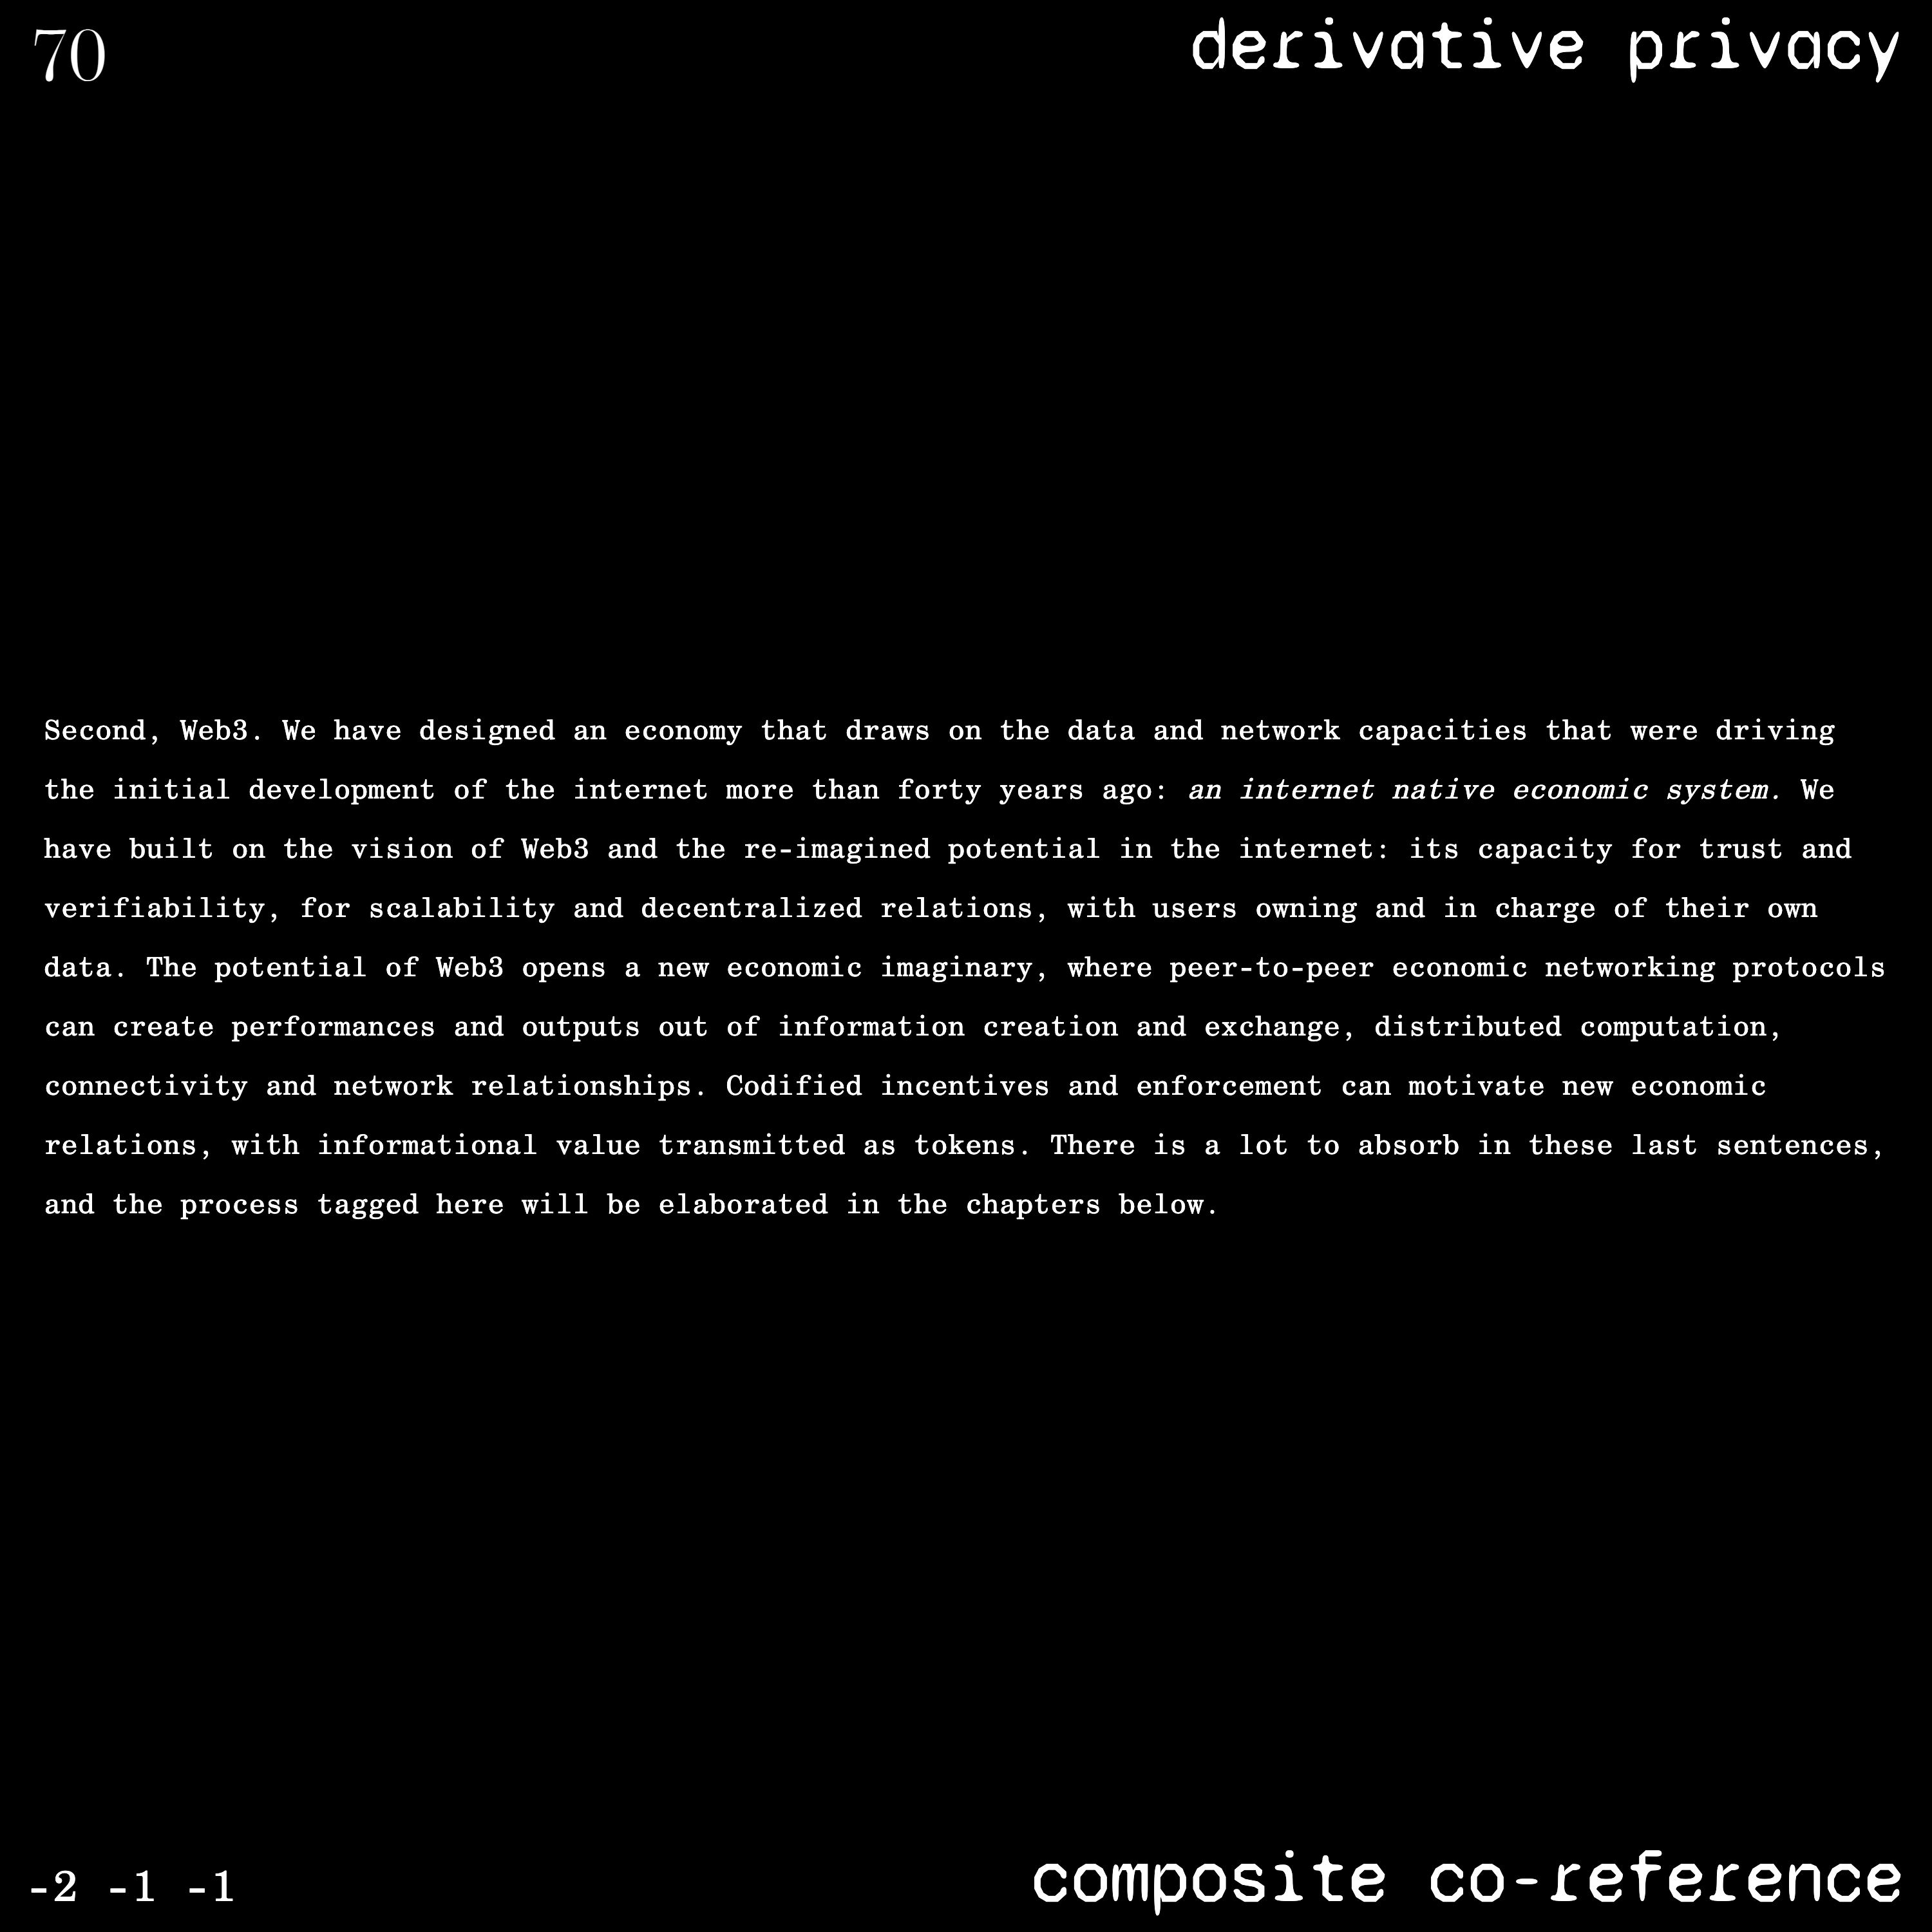 70
derivative privacy
Second, Web3. We have designed an economy that draws on the data and network capacities that were driving
the initial development of the internet more than forty years ago: an internet native economic system. We
have built on the vision of Web3 and the re-imagined potential in the internet: its capacity for trust and
verifiability, for scalability and decentralized relations, with users owning and in charge of their own
data. The potential of Web3 opens a new economic imaginary, where peer-to-peer economic networking protocols
can create performances and outputs out of information creation and exchange, distributed computation,
connectivity and network relationships. Codified incentives and enforcement can motivate new economic
relations, with informational value transmitted as tokens. There is a lot to absorb in these last sentences,
and the process tagged here will be elaborated in the chapters below.
-2 -1 -1
composite co-reference